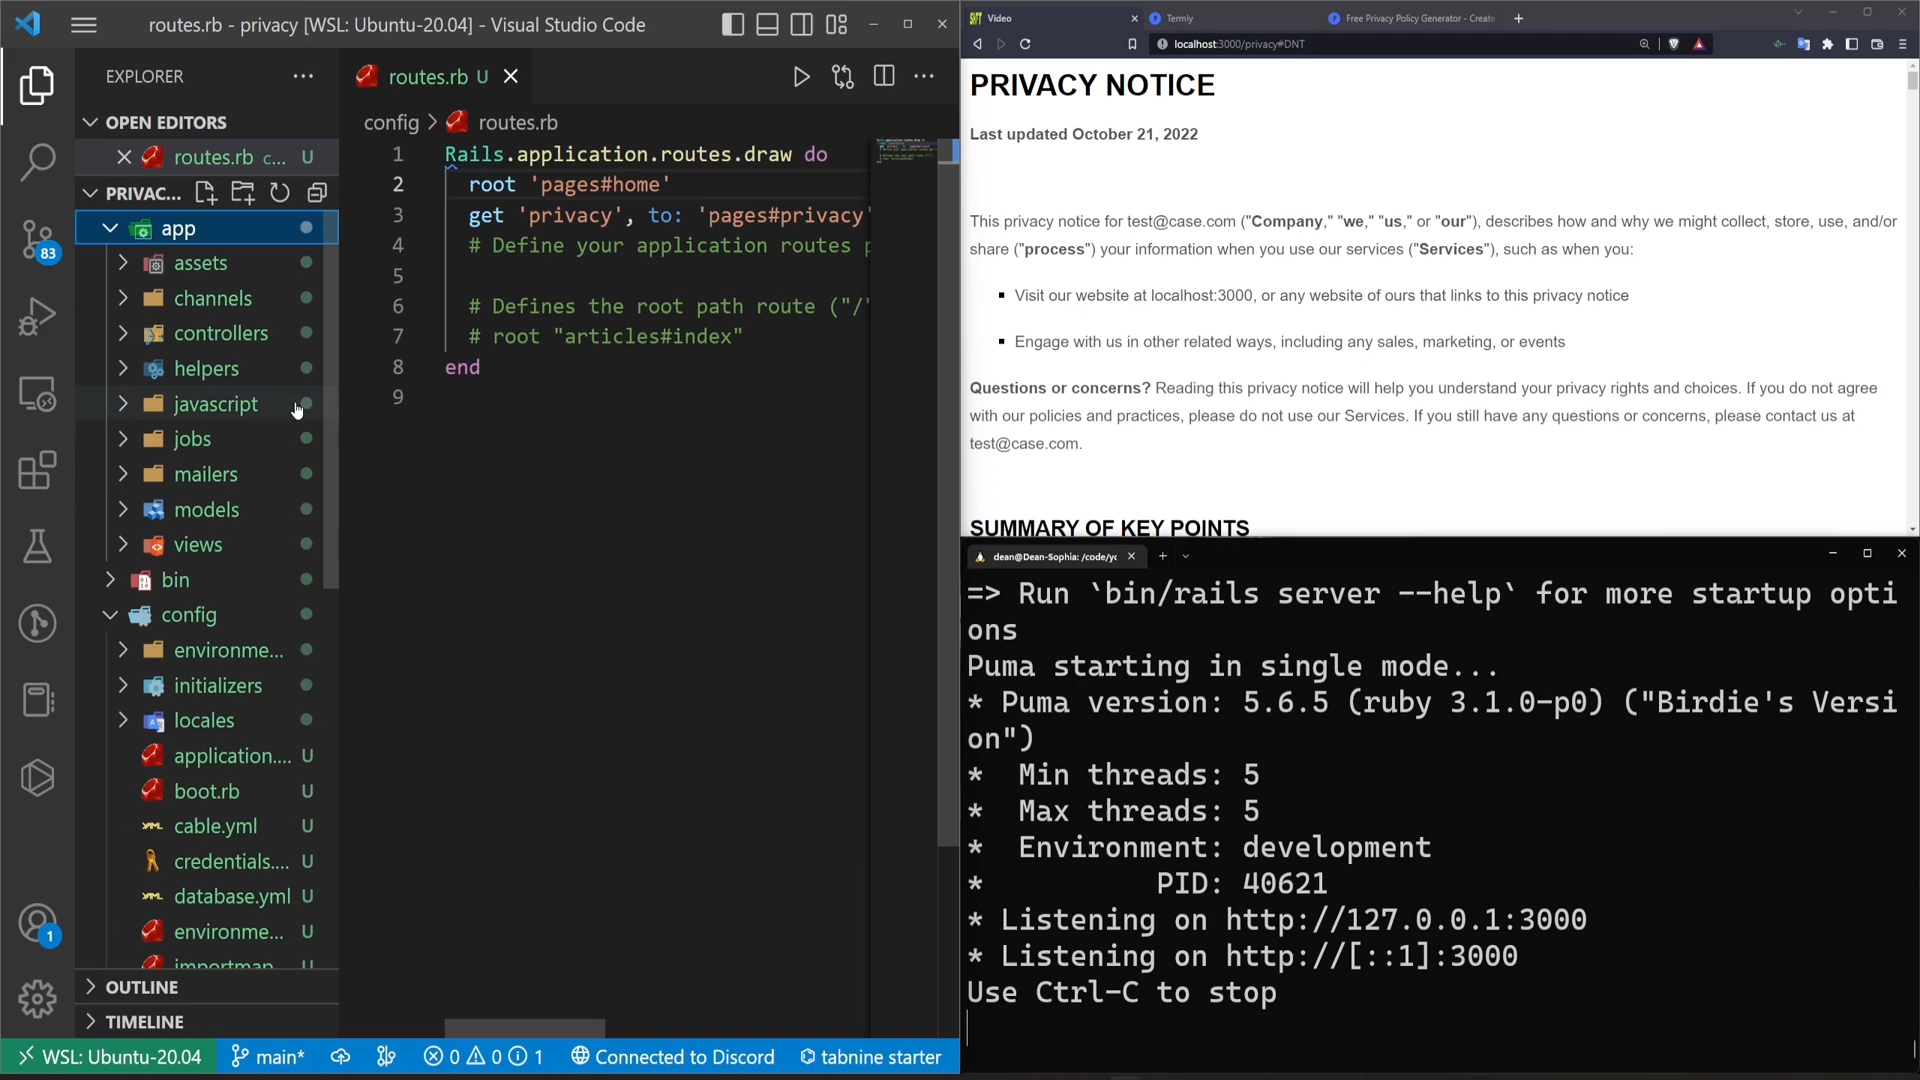 routes.rb - privacy [WSL: Ubuntu-20.04] - Visual Studio Code
EXPLORER
OPEN EDITORS
routes.rb c... U
PRIVAC...
app
assets
channels
controllers
helpers
javascript
jobs
mailers
models
views
bin
config
environme...
initializers
locales
application.... U
boot.rb U
cable.yml U
credentials.... U
database.yml U
environme... U
importmap U
OUTLINE
TIMELINE
83
1
routes.rb U
config > routes.rb
1 Rails.application.routes.draw do
2 root 'pages#home'
3 get 'privacy', to: 'pages#privacy'
4 # Define your application routes p
5
6 # Defines the root path route ("/"
7 # root "articles#index"
8 end
9
WSL: Ubuntu-20.04 main* 0 0 1 Connected to Discord tabnine starter
Video
Termly
Free Privacy Policy Generator - Create
localhost:3000/privacy#DNT
PRIVACY NOTICE
Last updated October 21, 2022
This privacy notice for test@case.com ("Company," "we," "us," or "our"), describes how and why we might collect, store, use, and/or
share ("process") your information when you use our services ("Services"), such as when you:
Visit our website at localhost:3000, or any website of ours that links to this privacy notice
Engage with us in other related ways, including any sales, marketing, or events
Questions or concerns? Reading this privacy notice will help you understand your privacy rights and choices. If you do not agree
with our policies and practices, please do not use our Services. If you still have any questions or concerns, please contact us at
test@case.com.
SUMMARY OF KEY POINTS
dean@Dean-Sophia: /code/yc
=> Run `bin/rails server --help` for more startup opti
ons
Puma starting in single mode...
* Puma version: 5.6.5 (ruby 3.1.0-p0) ("Birdie's Versi
on")
*  Min threads: 5
*  Max threads: 5
*  Environment: development
*          PID: 40621
* Listening on http://127.0.0.1:3000
* Listening on http://[::1]:3000
Use Ctrl-C to stop